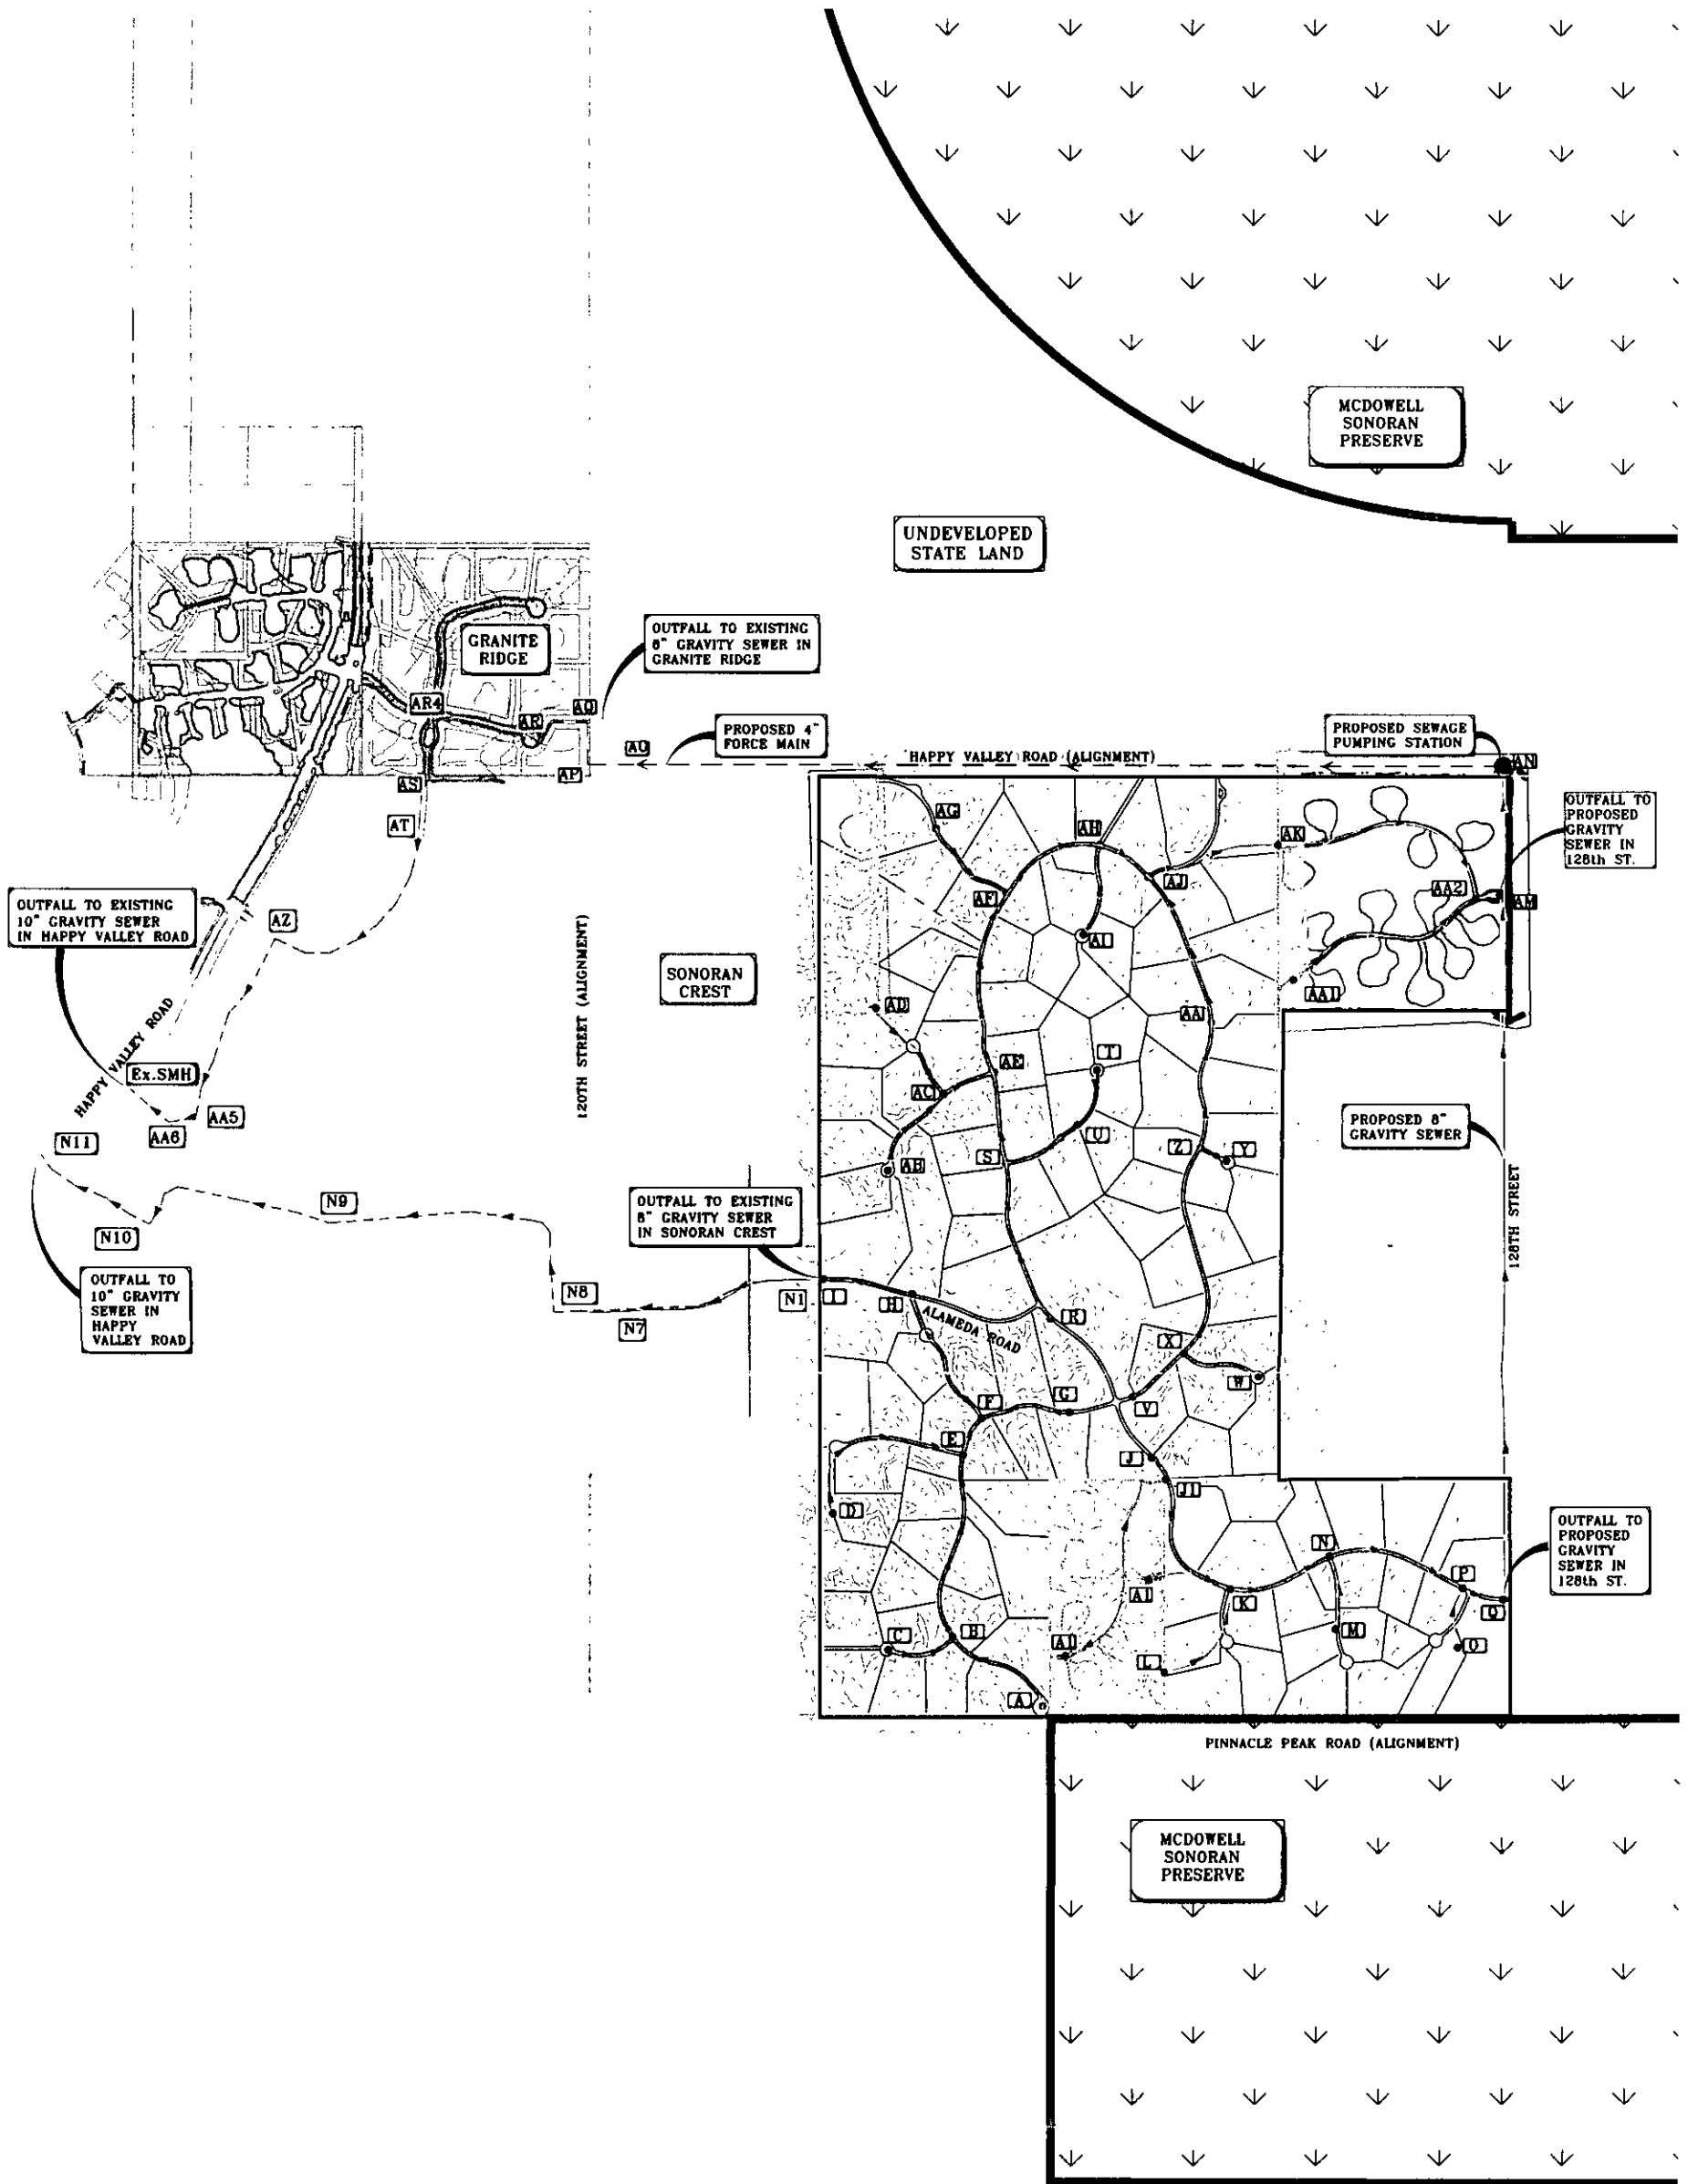 MCDOWELL
SONORAN
PRESERVE
UNDEVELOPED
STATE LAND
GRANITE
RIDGE
OUTFALL TO EXISTING
8" GRAVITY SEWER IN
GRANITE RIDGE
AR4
AR
AQ
AO
PROPOSED 4"
FORCE MAIN
HAPPY VALLEY ROAD (ALIGNMENT)
PROPOSED SEWAGE
PUMPING STATION
AN
AP
AS
AT
OUTFALL TO
PROPOSED
GRAVITY
SEWER IN
128th ST.
AG
AH
AK
AJ
AF
AA2
AM
OUTFALL TO EXISTING
10" GRAVITY SEWER
IN HAPPY VALLEY ROAD
AZ
AI
SONORAN
CREST
120TH STREET (ALIGNMENT)
AA1
AD
AA
HAPPY VALLEY ROAD
Ex.SMH
AE
T
AC
AA5
AA6
N11
U
PROPOSED 8"
GRAVITY SEWER
S
Z
Y
AB
128TH STREET
OUTFALL TO EXISTING
8" GRAVITY SEWER
IN SONORAN CREST
N9
N10
OUTFALL TO
10" GRAVITY
SEWER IN
HAPPY
VALLEY ROAD
N8
N7
N1
I
H
ALAMEDA ROAD
R
X
W
G
F
V
E
J
J1
D
OUTFALL TO
PROPOSED
GRAVITY
SEWER IN
128th ST.
N
P
A1
K
Q
C
B
A1
M
O
L
A
PINNACLE PEAK ROAD (ALIGNMENT)
MCDOWELL
SONORAN
PRESERVE